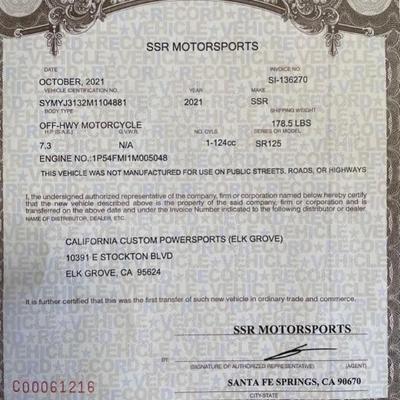 SSR MOTORSPORTS
DATE INVOICE NO.
OCTOBER, 2021 SI-136270
VEHICLE IDENTIFICATION NO. YEAR MAKE
SYMYJ3132M1104881 2021 SSR
BODY TYPE SHIPPING WEIGHT
OFF-HWY MOTORCYCLE 178.5 LBS
H.P. (S.A.E.) G.V.W.R. NO. CYLS. SERIES OR MODEL
7.3 N/A 1-124cc SR125
ENGINE NO.:1P54FMI1M005048
THIS VEHICLE WAS NOT MANUFACTURED FOR USE ON PUBLIC STREETS, ROADS, OR HIGHWAYS
I, the undersigned authorized representative of the company, firm or corporation named below hereby certify
that the new vehicle described above is the property of the said company, firm or corporation and is
transferred on the above date and under the Invoice Number indicated to the following distributor or dealer.
NAME OF DISTRIBUTOR, DEALER, ETC.
CALIFORNIA CUSTOM POWERSPORTS (ELK GROVE)
10391 E STOCKTON BLVD
ELK GROVE, CA 95624
It is further certified that this was the first transfer of such new vehicle in ordinary trade and commerce.
SSR MOTORSPORTS
BY:
(SIGNATURE OF AUTHORIZED REPRESENTATIVE) (AGENT)
SANTA FE SPRINGS, CA 90670
CITY-STATE
C00061216